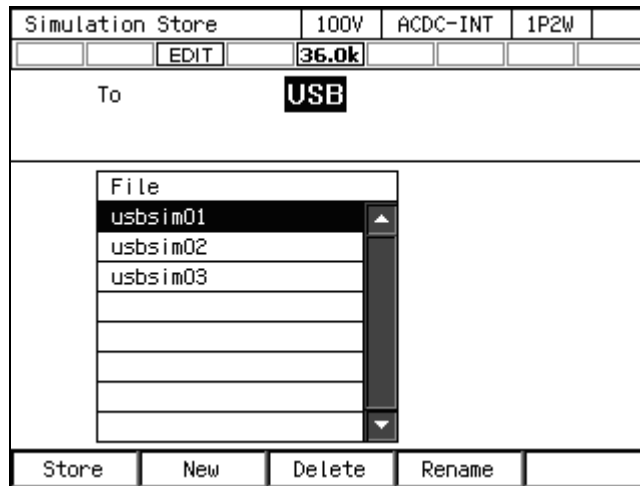 Simulation Store 100V ACDC-INT 1P2W
EDIT 36.0k
To USB
File
usbsim01
usbsim02
usbsim03
Store New Delete Rename